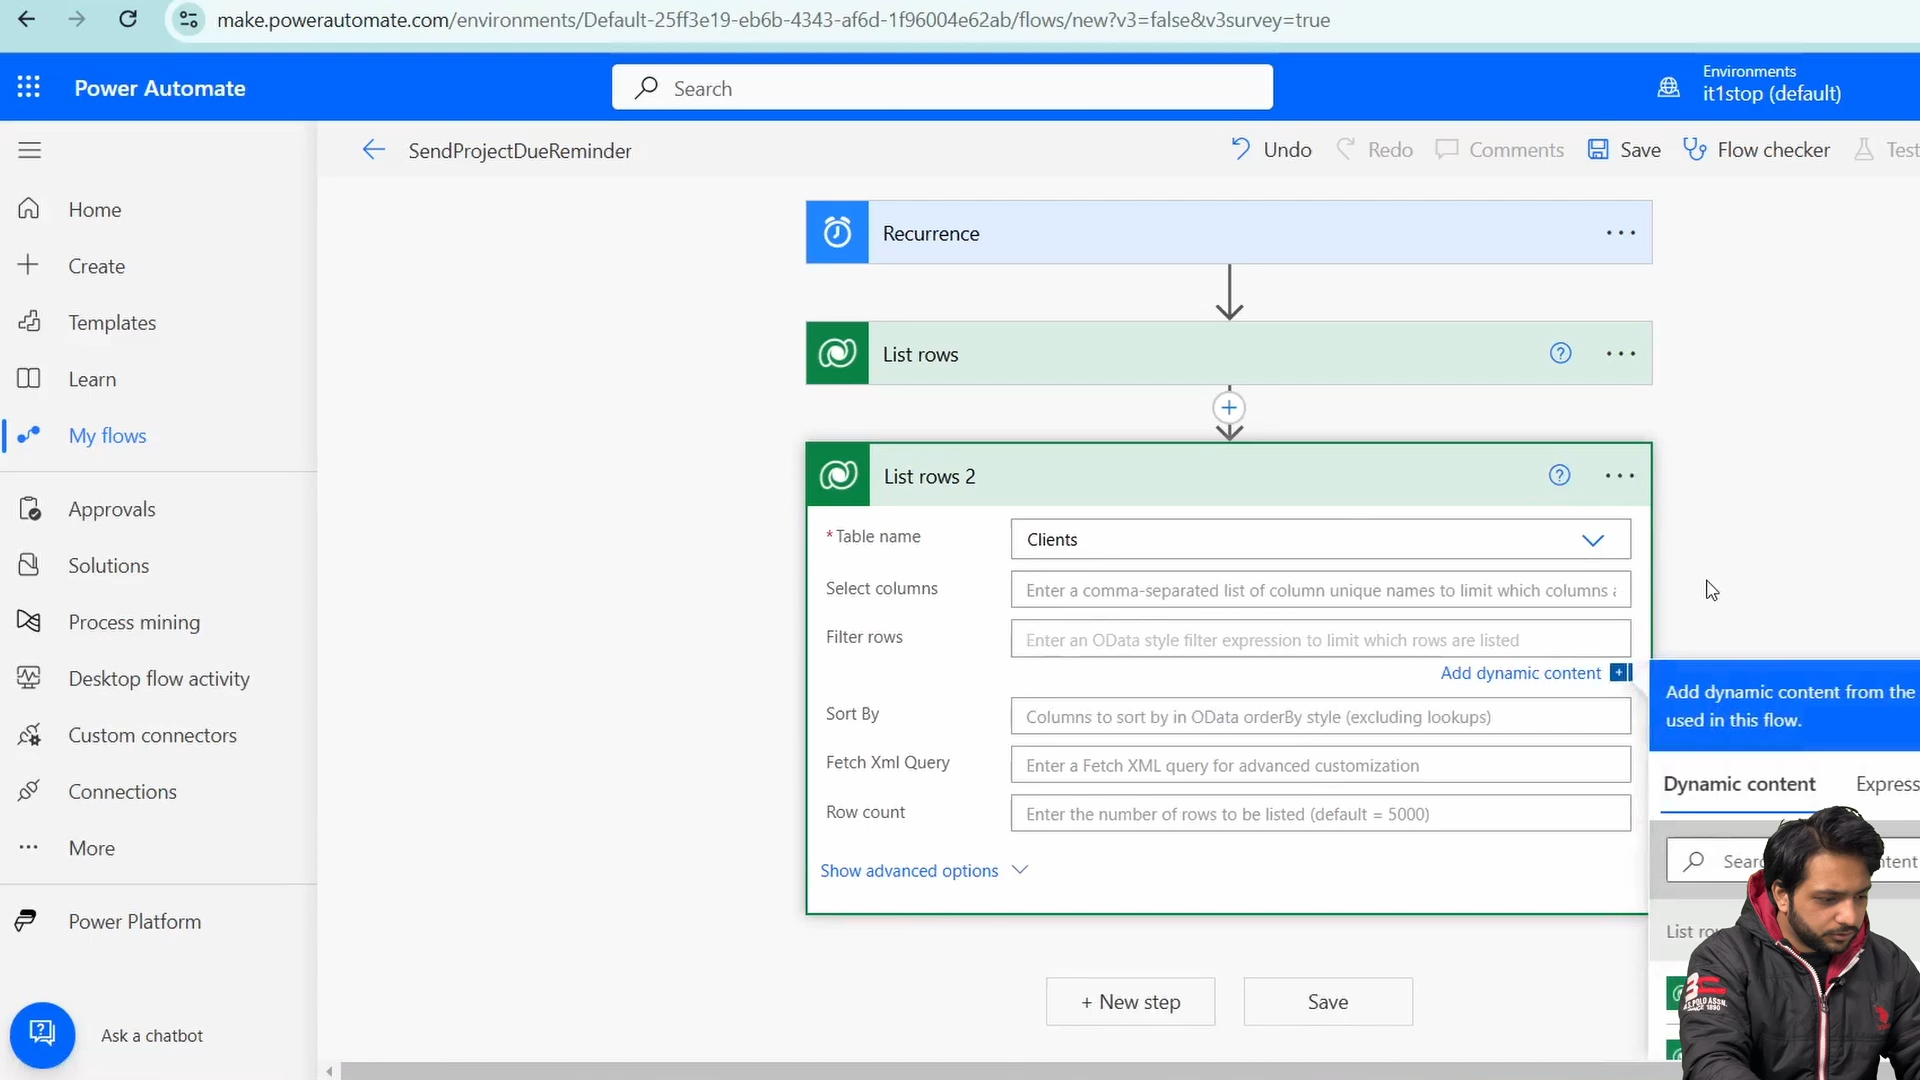 make.powerautomate.com/environments/Default-25ff3e19-eb6b-4343-af6d-1f96004e62ab/flows/new?v3=false&v3survey=true
Power Automate
Search
Environments
it1stop (default)
SendProjectDueReminder
Undo
Redo
Comments
Save
Flow checker
Test
Home
Create
Templates
Learn
My flows
Approvals
Solutions
Process mining
Desktop flow activity
Custom connectors
Connections
More
Power Platform
Ask a chatbot
Recurrence
List rows
List rows 2
*Table name
Clients
Select columns
Enter a comma-separated list of column unique names to limit which columns a
Filter rows
Enter an OData style filter expression to limit which rows are listed
Add dynamic content
Sort By
Columns to sort by in OData orderBy style (excluding lookups)
Fetch Xml Query
Enter a Fetch XML query for advanced customization
Row count
Enter the number of rows to be listed (default = 5000)
Show advanced options
+ New step
Save
Add dynamic content from the
used in this flow.
Dynamic content
Express
List
U.S. POLO ASSN.
SINCE 1890